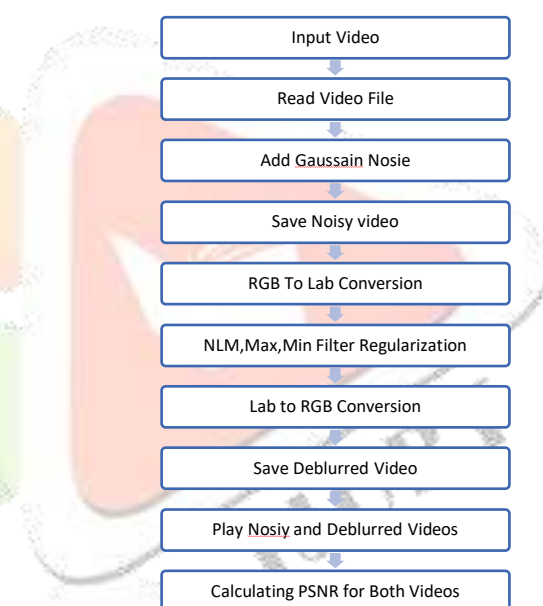 Input Video
Read Video File
Add Gaussain Nosie
Save Noisy video
RGB To Lab Conversion
NLM,Max,Min Filter Regularization
Lab to RGB Conversion
Save Deblurred Video
Play Nosiy and Deblurred Videos
Calculating PSNR for Both Videos